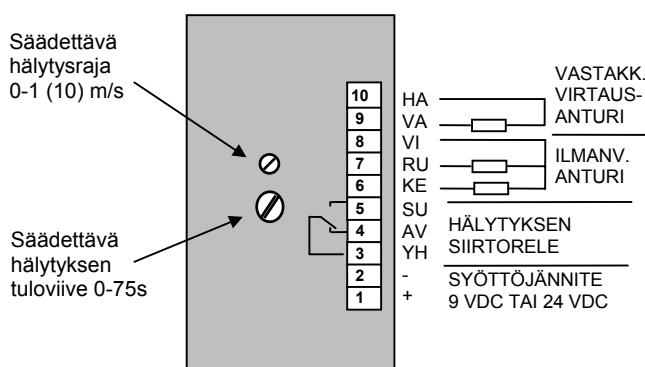 Säädettävä
hälytysraja
0-1 (10) m/s
Säädettävä
hälytyksen
tuloviive 0-75s
10 HA
9 VA
8 VI
7 RU
6 KE
5 SU
4 AV
3 YH
2 -
1 +
VASTAKK.
VIRTAUS-
ANTURI
ILMANV.
ANTURI
HÄLYTYKSEN
SIIRTORELE
SYÖTTÖJÄNNITE
9 VDC TAI 24 VDC